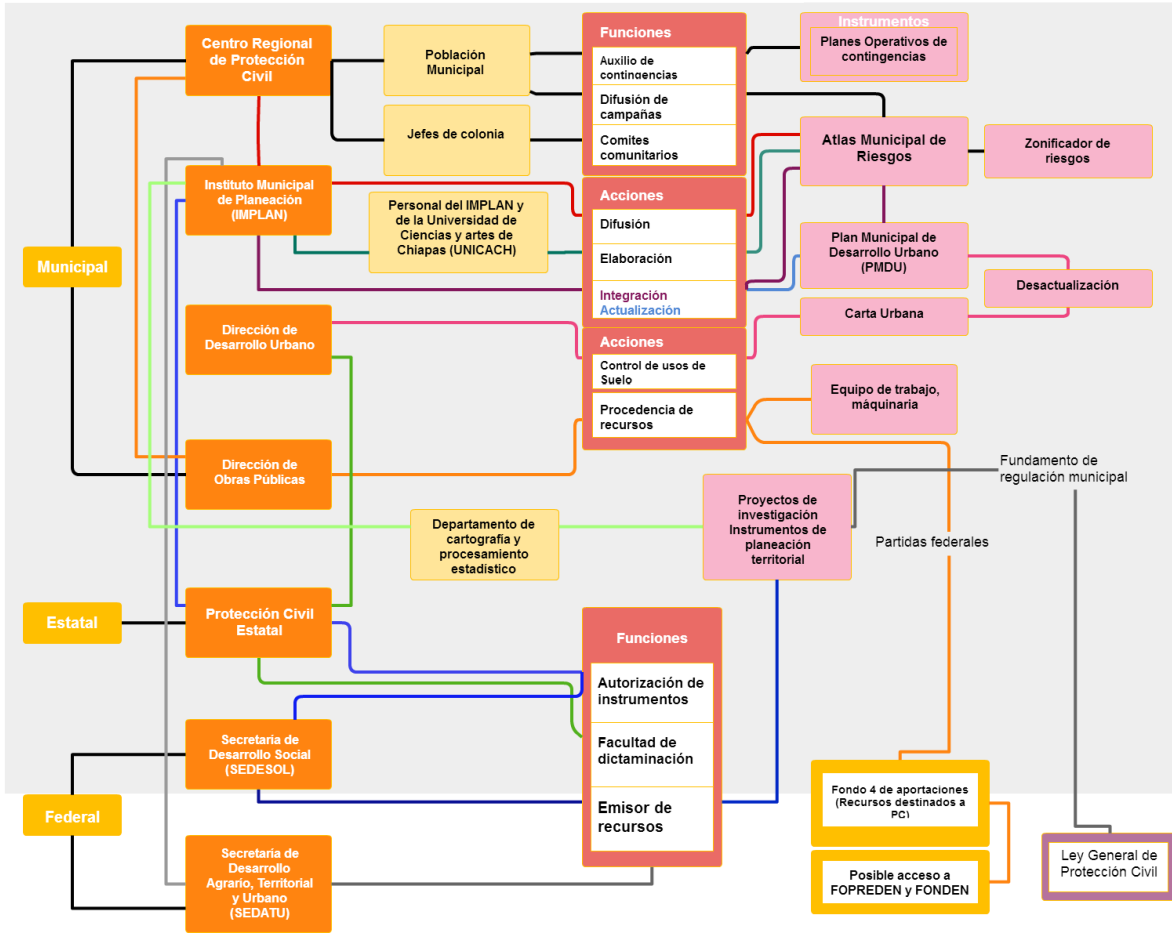 Centro Regional
de Protección
Civil
Población
Municipal
Jefes de colonia
Funciones
Auxilio de
contingencias
Difusión de
campañas
Comites
comunitarios
Instrumentos
Planes Operativos de
contingencias
Atlas Municipal de
Riesgos
Zonificador de
riesgos
Instituto Municipal
de Planeación
(IMPLAN)
Personal del IMPLAN y
de la Universidad de
Ciencias y artes de
Chiapas (UNICACH)
Acciones
Difusión
Elaboración
Integración
Actualización
Plan Municipal de
Desarrollo Urbano
(PMDU)
Desactualización
Carta Urbana
Municipal
Dirección de
Desarrollo Urbano
Acciones
Control de usos de
Suelo
Procedencia de
recursos
Equipo de trabajo,
máquinaria
Dirección de
Obras Públicas
Fundamento de
regulación municipal
Departamento de
cartografía y
procesamiento
estadístico
Proyectos de
investigación
Instrumentos de
planeación
territorial
Partidas federales
Estatal
Protección Civil
Estatal
Funciones
Autorización de
instrumentos
Facultad de
dictaminación
Emisor de
recursos
Secretaría de
Desarrollo Social
(SEDESOL)
Federal
Secretaría de
Desarrollo
Agrario, Territorial
y Urbano
(SEDATU)
Fondo 4 de aportaciones
(Recursos destinados a
PC)
Posible acceso a
FOPREDEN y FONDEN
Ley General de
Protección Civil